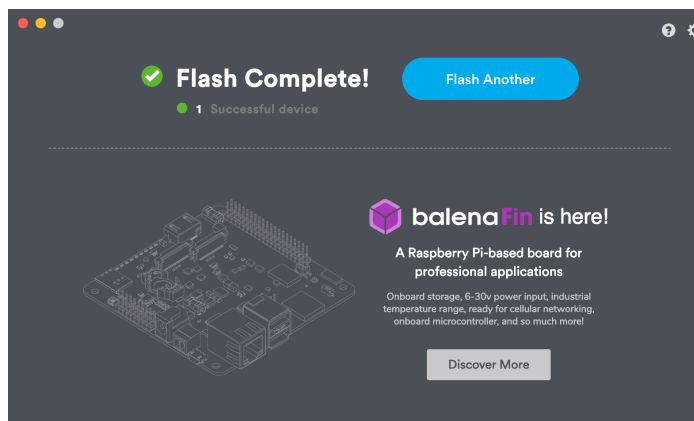 Flash Complete!
Flash Another
1 Successful device
balenaFin is here!
A Raspberry Pi-based board for
professional applications
Onboard storage, 6-30v power input, industrial
temperature range, ready for cellular networking,
onboard microcontroller, and so much more!
Discover More